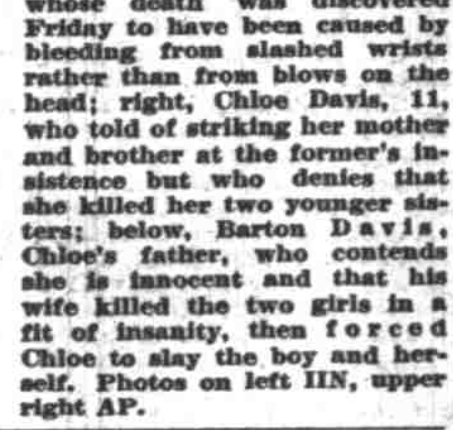 whose death was discovered
Friday to have been caused by
bleeding from slashed wrists
rather than from blows on the
head; right, Chloe Davis, 11,
who told of striking her mother
and brother at the former's in-
sistence but who denies that
she killed her two younger sis-
ters; below, Barton Davis,
Chloe's father, who contends
she is innocent and that his
wife killed the two girls in a
fit of insanity, then forced
Chloe to slay the boy and her-
self. Photos on left IIN, upper
right AP.